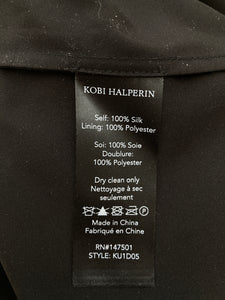 KOBI HALPERIN
Self: 100% Silk
Lining: 100% Polyester
Soi: 100% Soie
Doublure:
100% Polyester
Dry clean only
Nettoyage à sec
seulement
Made in China
Fabriqué en Chine
RN#147501
STYLE: KU1D05